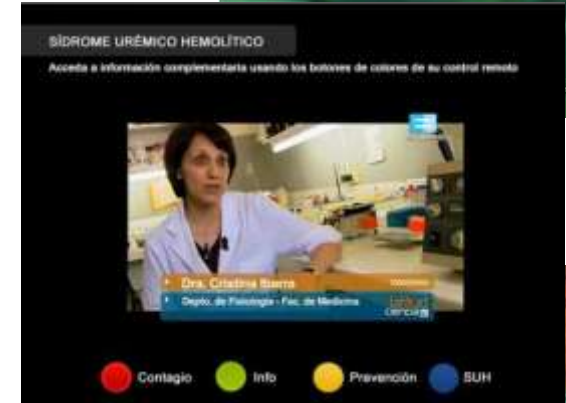 SÍDROME URÉMICO HEMOLÍTICO
Acceda a información complementaria usando los botones de colores de su control remoto
Dra. Cristina Ibarra
Depto. de Fisiología - Fac. de Medicina
Contagio
Info
Prevención
SUH